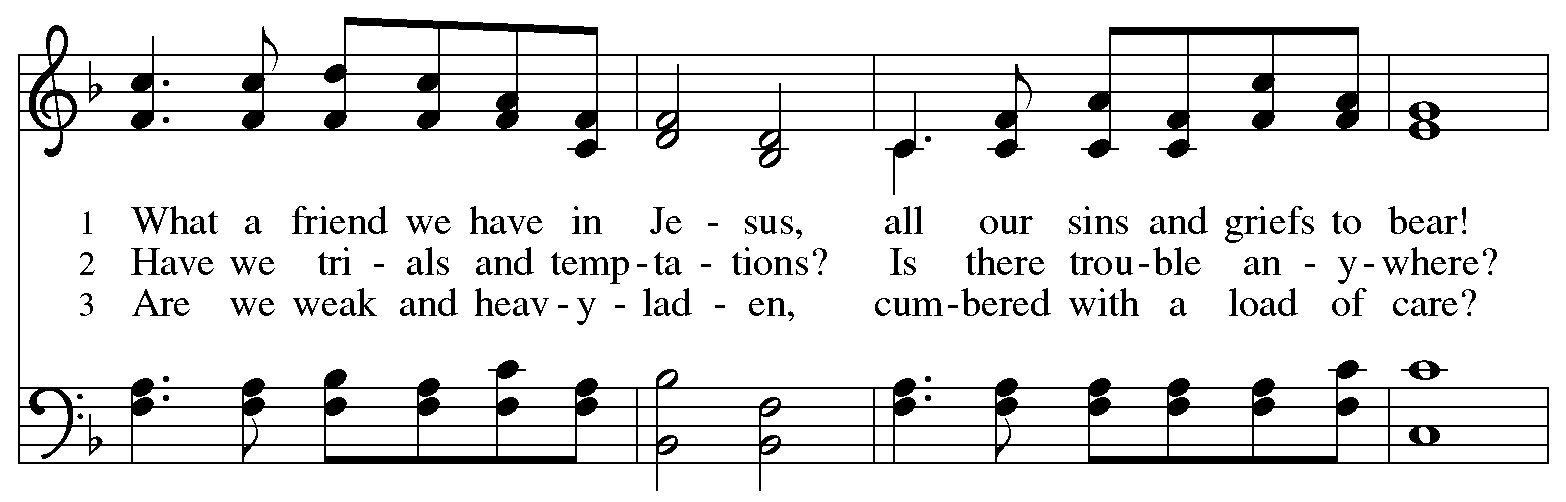 1 What a friend we have in Je - sus, all our sins and griefs to bear!
2 Have we tri - als and temp - ta - tions? Is there trou - ble an - y - where?
3 Are we weak and heav - y - lad - en, cum - bered with a load of care?